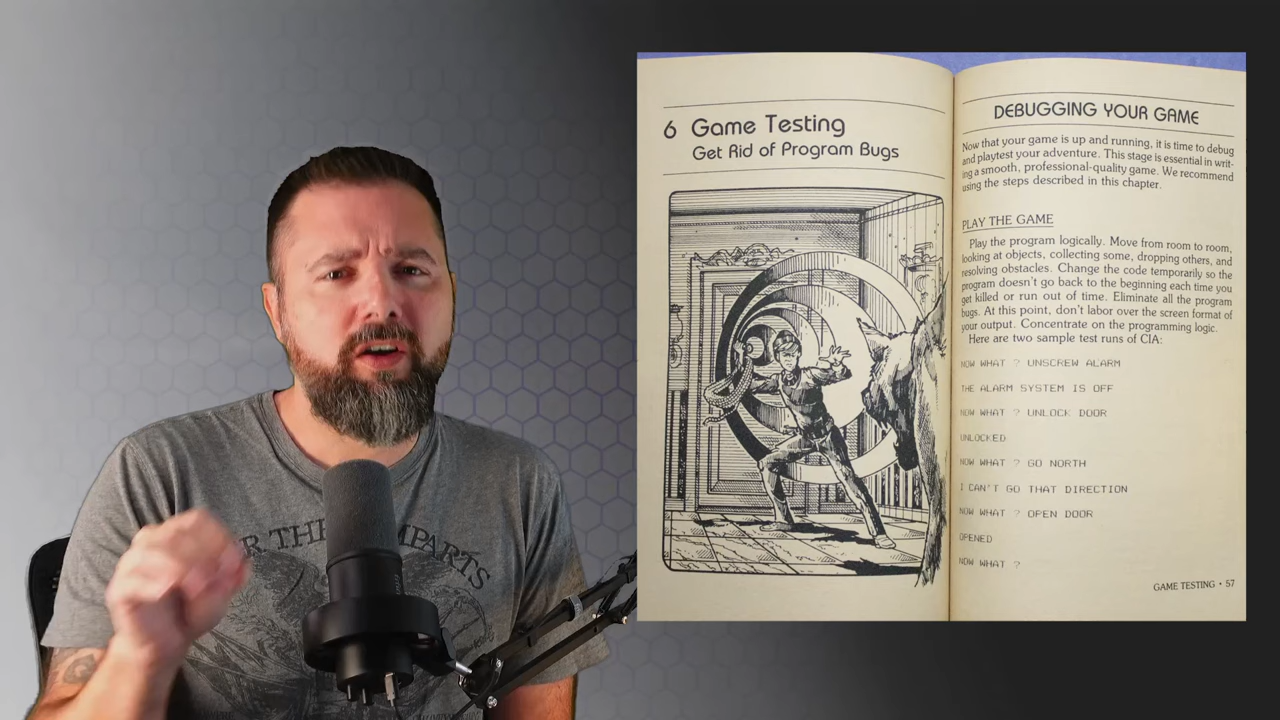 R THE
MPARTS
6 Game Testing
Get Rid of Program Bugs
DEBUGGING YOUR GAME
Now that your game is up and running, it is time to debug
and playtest your adventure. This stage is essential in writ-
ing a smooth, professional-quality game. We recommend
using the steps described in this chapter.
PLAY THE GAME
Play the program logically. Move from room to room,
looking at objects, collecting some, dropping others, and
resolving obstacles. Change the code temporarily so the
program doesn't go back to the beginning each time you
get killed or run out of time. Eliminate all the program
bugs. At this point, don't labor over the screen format of
your output. Concentrate on the programming logic.
Here are two sample test runs of CIA:
NOW WHAT ? UNSCREW ALARM
THE ALARM SYSTEM IS OFF
NOW WHAT ? UNLOCK DOOR
UNLOCKED
NOW WHAT ? GO NORTH
I CAN'T GO THAT DIRECTION
NOW WHAT ? OPEN DOOR
OPENED
NOW WHAT ?
GAME TESTING • 57